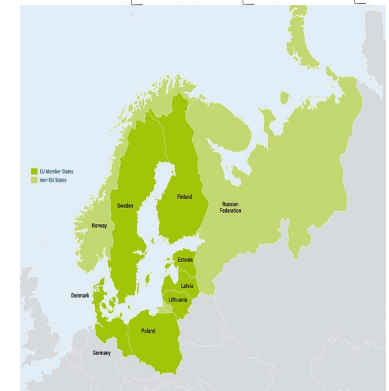 EU Member States
non-EU States
Sweden
Finland
Russian
Federation
Norway
Estonia
Latvia
Denmark
Lithuania
Poland
Germany